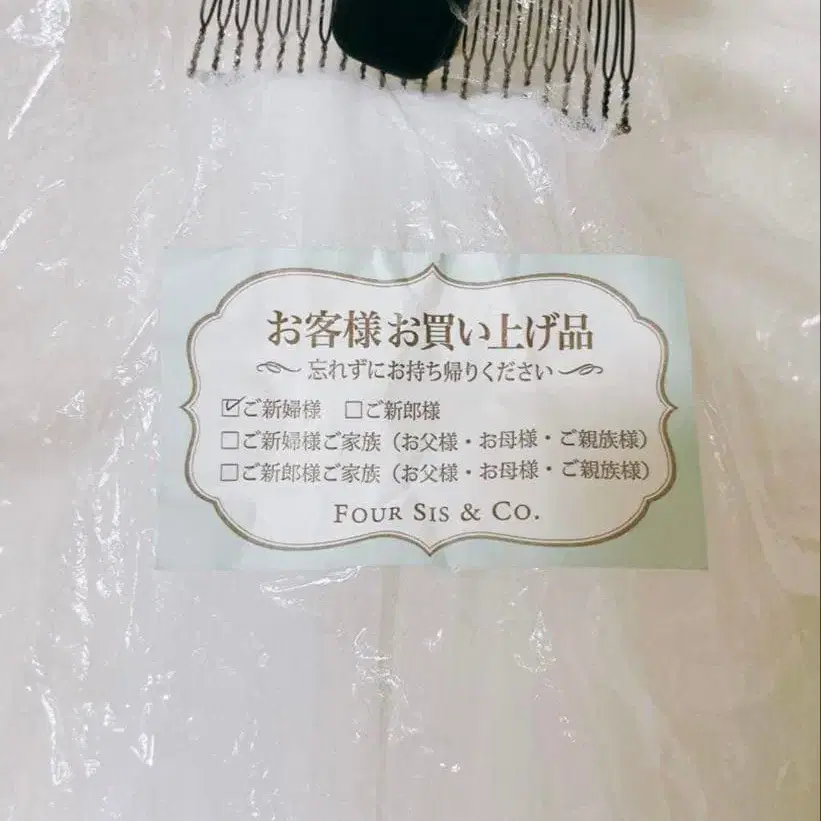 お客様お買い上げ品
忘れずにお持ち帰りください
☑ご新婦様 □ご新郎様
□ご新婦様ご家族（お父様・お母様・ご親族様）
□ご新郎様ご家族（お父様・お母様・ご親族様）
FOUR SIS & CO.